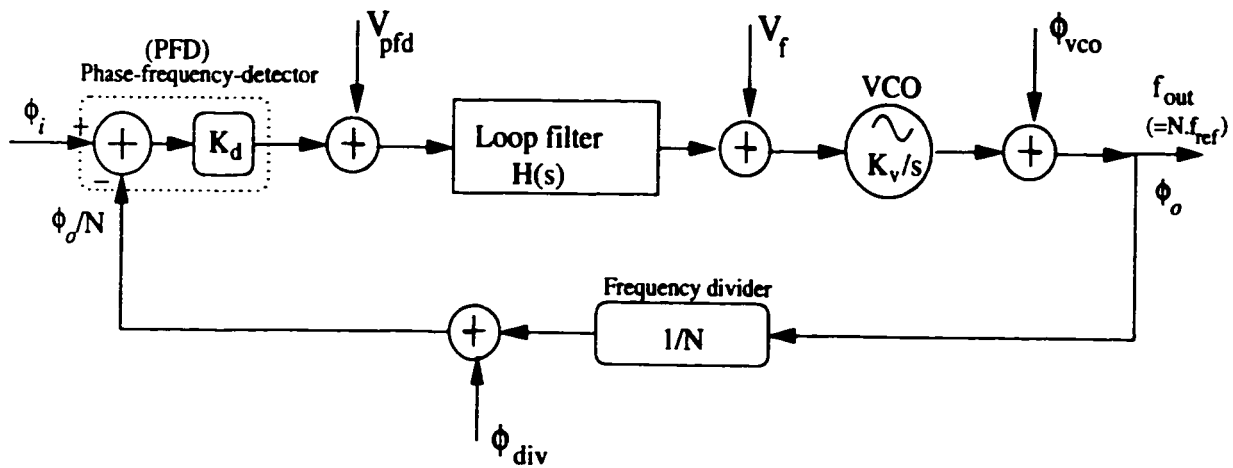 (PFD)
Phase-frequency-detector
V_pfd
V_f
ϕ_vco
VCO
f_out
(=N.f_ref)
ϕ_i
+
+
K_d
+
Loop filter
H(s)
+
K_v/s
+
−
ϕ_o/N
ϕ_o
Frequency divider
+
1/N
ϕ_div